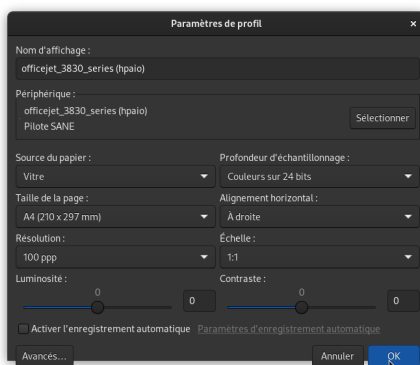 Paramètres de profil ×
Nom d'affichage :
officejet_3830_series (hpaio)
Périphérique :
officejet_3830_series (hpaio)
Pilote SANE
Sélectionner
Source du papier :
Profondeur d'échantillonnage :
Vitre
Couleurs sur 24 bits
Taille de la page :
Alignement horizontal :
A4 (210 x 297 mm)
À droite
Résolution :
Échelle :
100 ppp
1:1
Luminosité :
Contraste :
0
0
0
0
Activer l'enregistrement automatique Paramètres d'enregistrement automatique
Avancés...
Annuler
OK